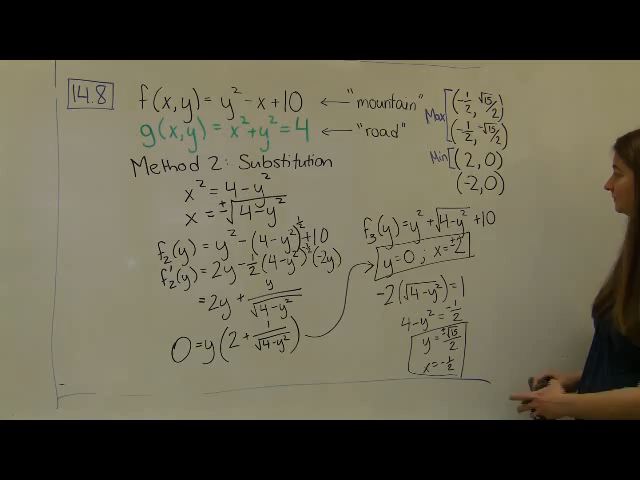 14.8
f(x,y) = y² - x + 10 ← "mountain"
g(x,y) = x² + y² = 4 ← "road"
Method 2: Substitution
x² = 4 - y²
x = ±√(4-y²)
f₂(y) = y² - (4-y²)^½ + 10
f₂'(y) = 2y - ½(4-y²)^-½ (-2y)
= 2y + y/√(4-y²)
0 = y(2 + 1/√(4-y²))
Max [(-½, √15/2)
(-½, -√15/2)
Min [(2, 0)
(-2, 0)
f₃(y) = y² + √(4-y²) + 10
y = 0 ; x = ±2
-2(√(4-y²)) = 1
4 - y² = -½
y = ±√15/2
x = -½